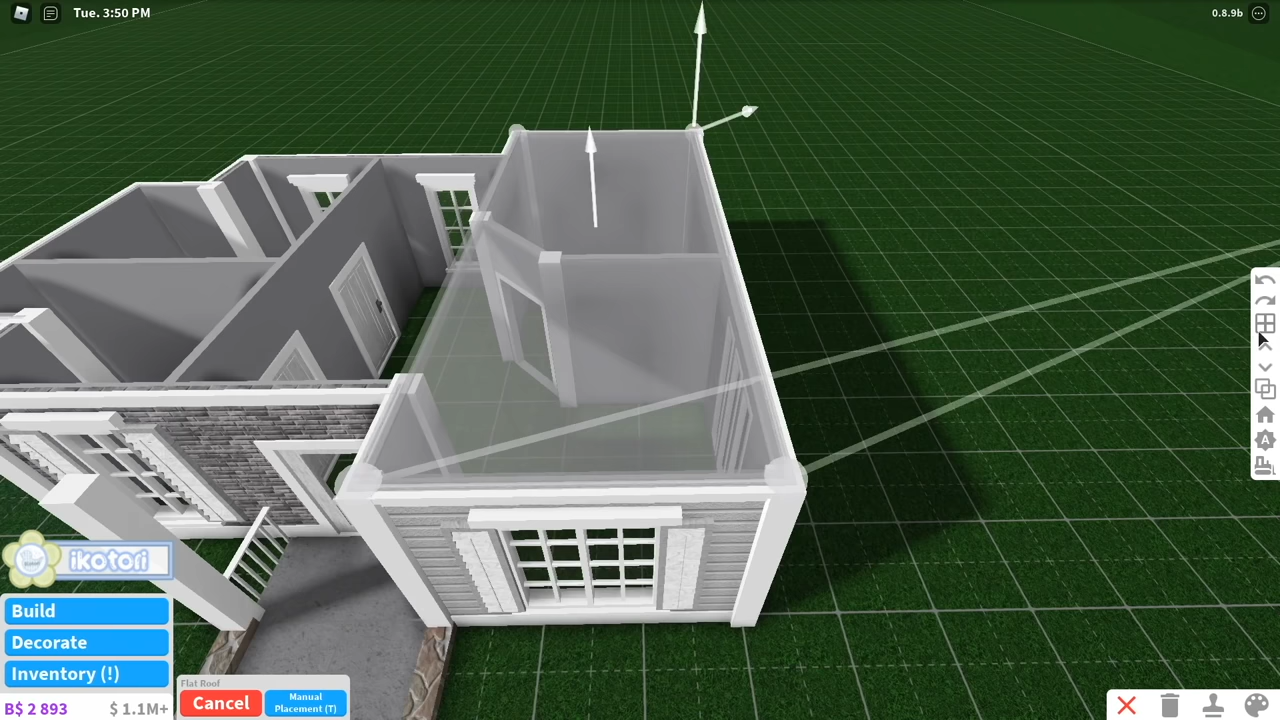 Tue. 3:50 PM
0.8.9b
A
ikotori
Build
Decorate
Inventory (!)
Flat Roof
Cancel
Manual
Placement (T)
B$ 2 893
$ 1.1M+